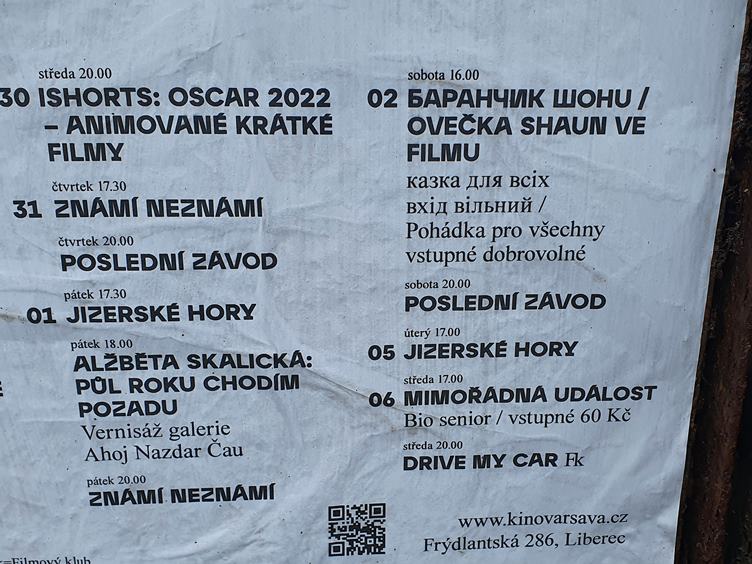 středa 20.00
30 ISHORTS: OSCAR 2022
– ANIMOVANÉ KRÁTKÉ
FILMY
čtvrtek 17.30
31 ZNÁMÍ NEZNÁMÍ
čtvrtek 20.00
POSLEDNÍ ZÁVOD
pátek 17.30
01 JIZERSKÉ HORY
pátek 18.00
ALŽBĚTA SKALICKÁ:
PŮL ROKU CHODÍM
POZADU
Vernisáž galerie
Ahoj Nazdar Čau
pátek 20.00
ZNÁMÍ NEZNÁMÍ
=Filmový klub
sobota 16.00
02 БАРАНЧИК ШОНU /
OVEČKA SHAUN VE
FILMU
казка для всіх
вхід вільний /
Pohádka pro všechny
vstupné dobrovolné
sobota 20.00
POSLEDNÍ ZÁVOD
úterý 17.00
05 JIZERSKÉ HORY
středa 17.00
06 MIMOŘÁDNÁ UDÁLOST
Bio senior / vstupné 60 Kč
středa 20.00
DRIVE MY CAR Fk
www.kinovarsava.cz
Frýdlantská 286, Liberec